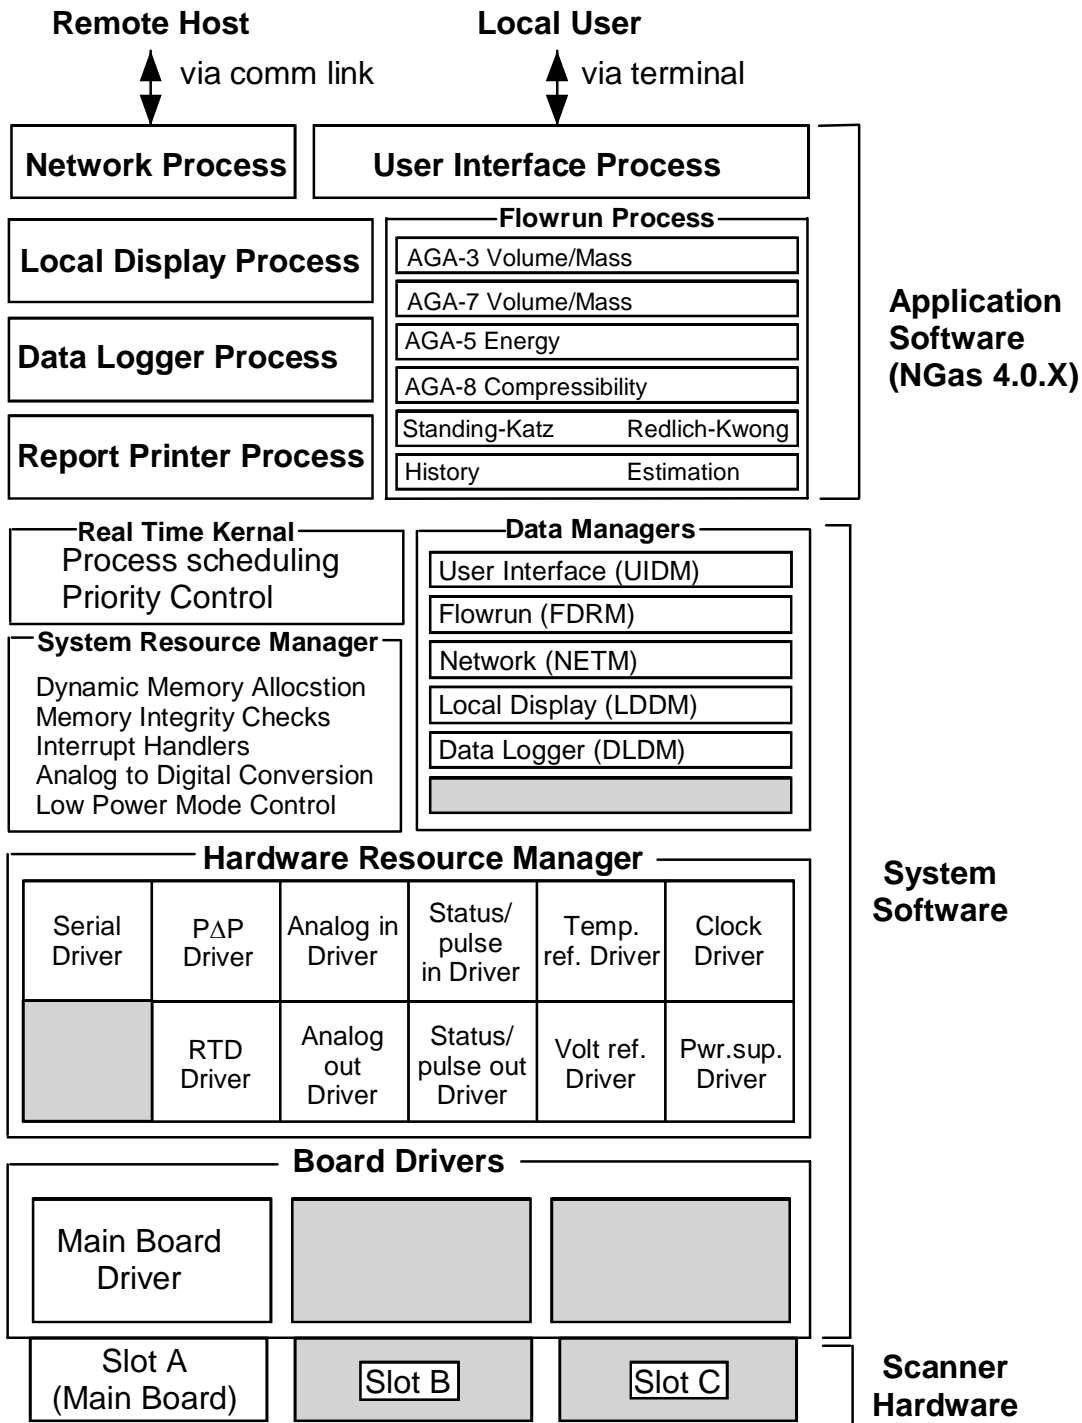 Remote Host
Local User
via comm link
via terminal
Network Process
User Interface Process
Local Display Process
Data Logger Process
Report Printer Process
Flowrun Process
AGA-3 Volume/Mass
AGA-7 Volume/Mass
AGA-5 Energy
AGA-8 Compressibility
Standing-Katz Redlich-Kwong
History Estimation
Application
Software
(NGas 4.0.X)
Real Time Kernal
Process scheduling
Priority Control
System Resource Manager
Dynamic Memory Allocstion
Memory Integrity Checks
Interrupt Handlers
Analog to Digital Conversion
Low Power Mode Control
Data Managers
User Interface (UIDM)
Flowrun (FDRM)
Network (NETM)
Local Display (LDDM)
Data Logger (DLDM)
Hardware Resource Manager
Serial
Driver
P∆P
Driver
Analog in
Driver
Status/
pulse
in Driver
Temp.
ref. Driver
Clock
Driver
RTD
Driver
Analog
out
Driver
Status/
pulse out
Driver
Volt ref.
Driver
Pwr.sup.
Driver
System
Software
Board Drivers
Main Board
Driver
Slot A
(Main Board)
Slot B
Slot C
Scanner
Hardware